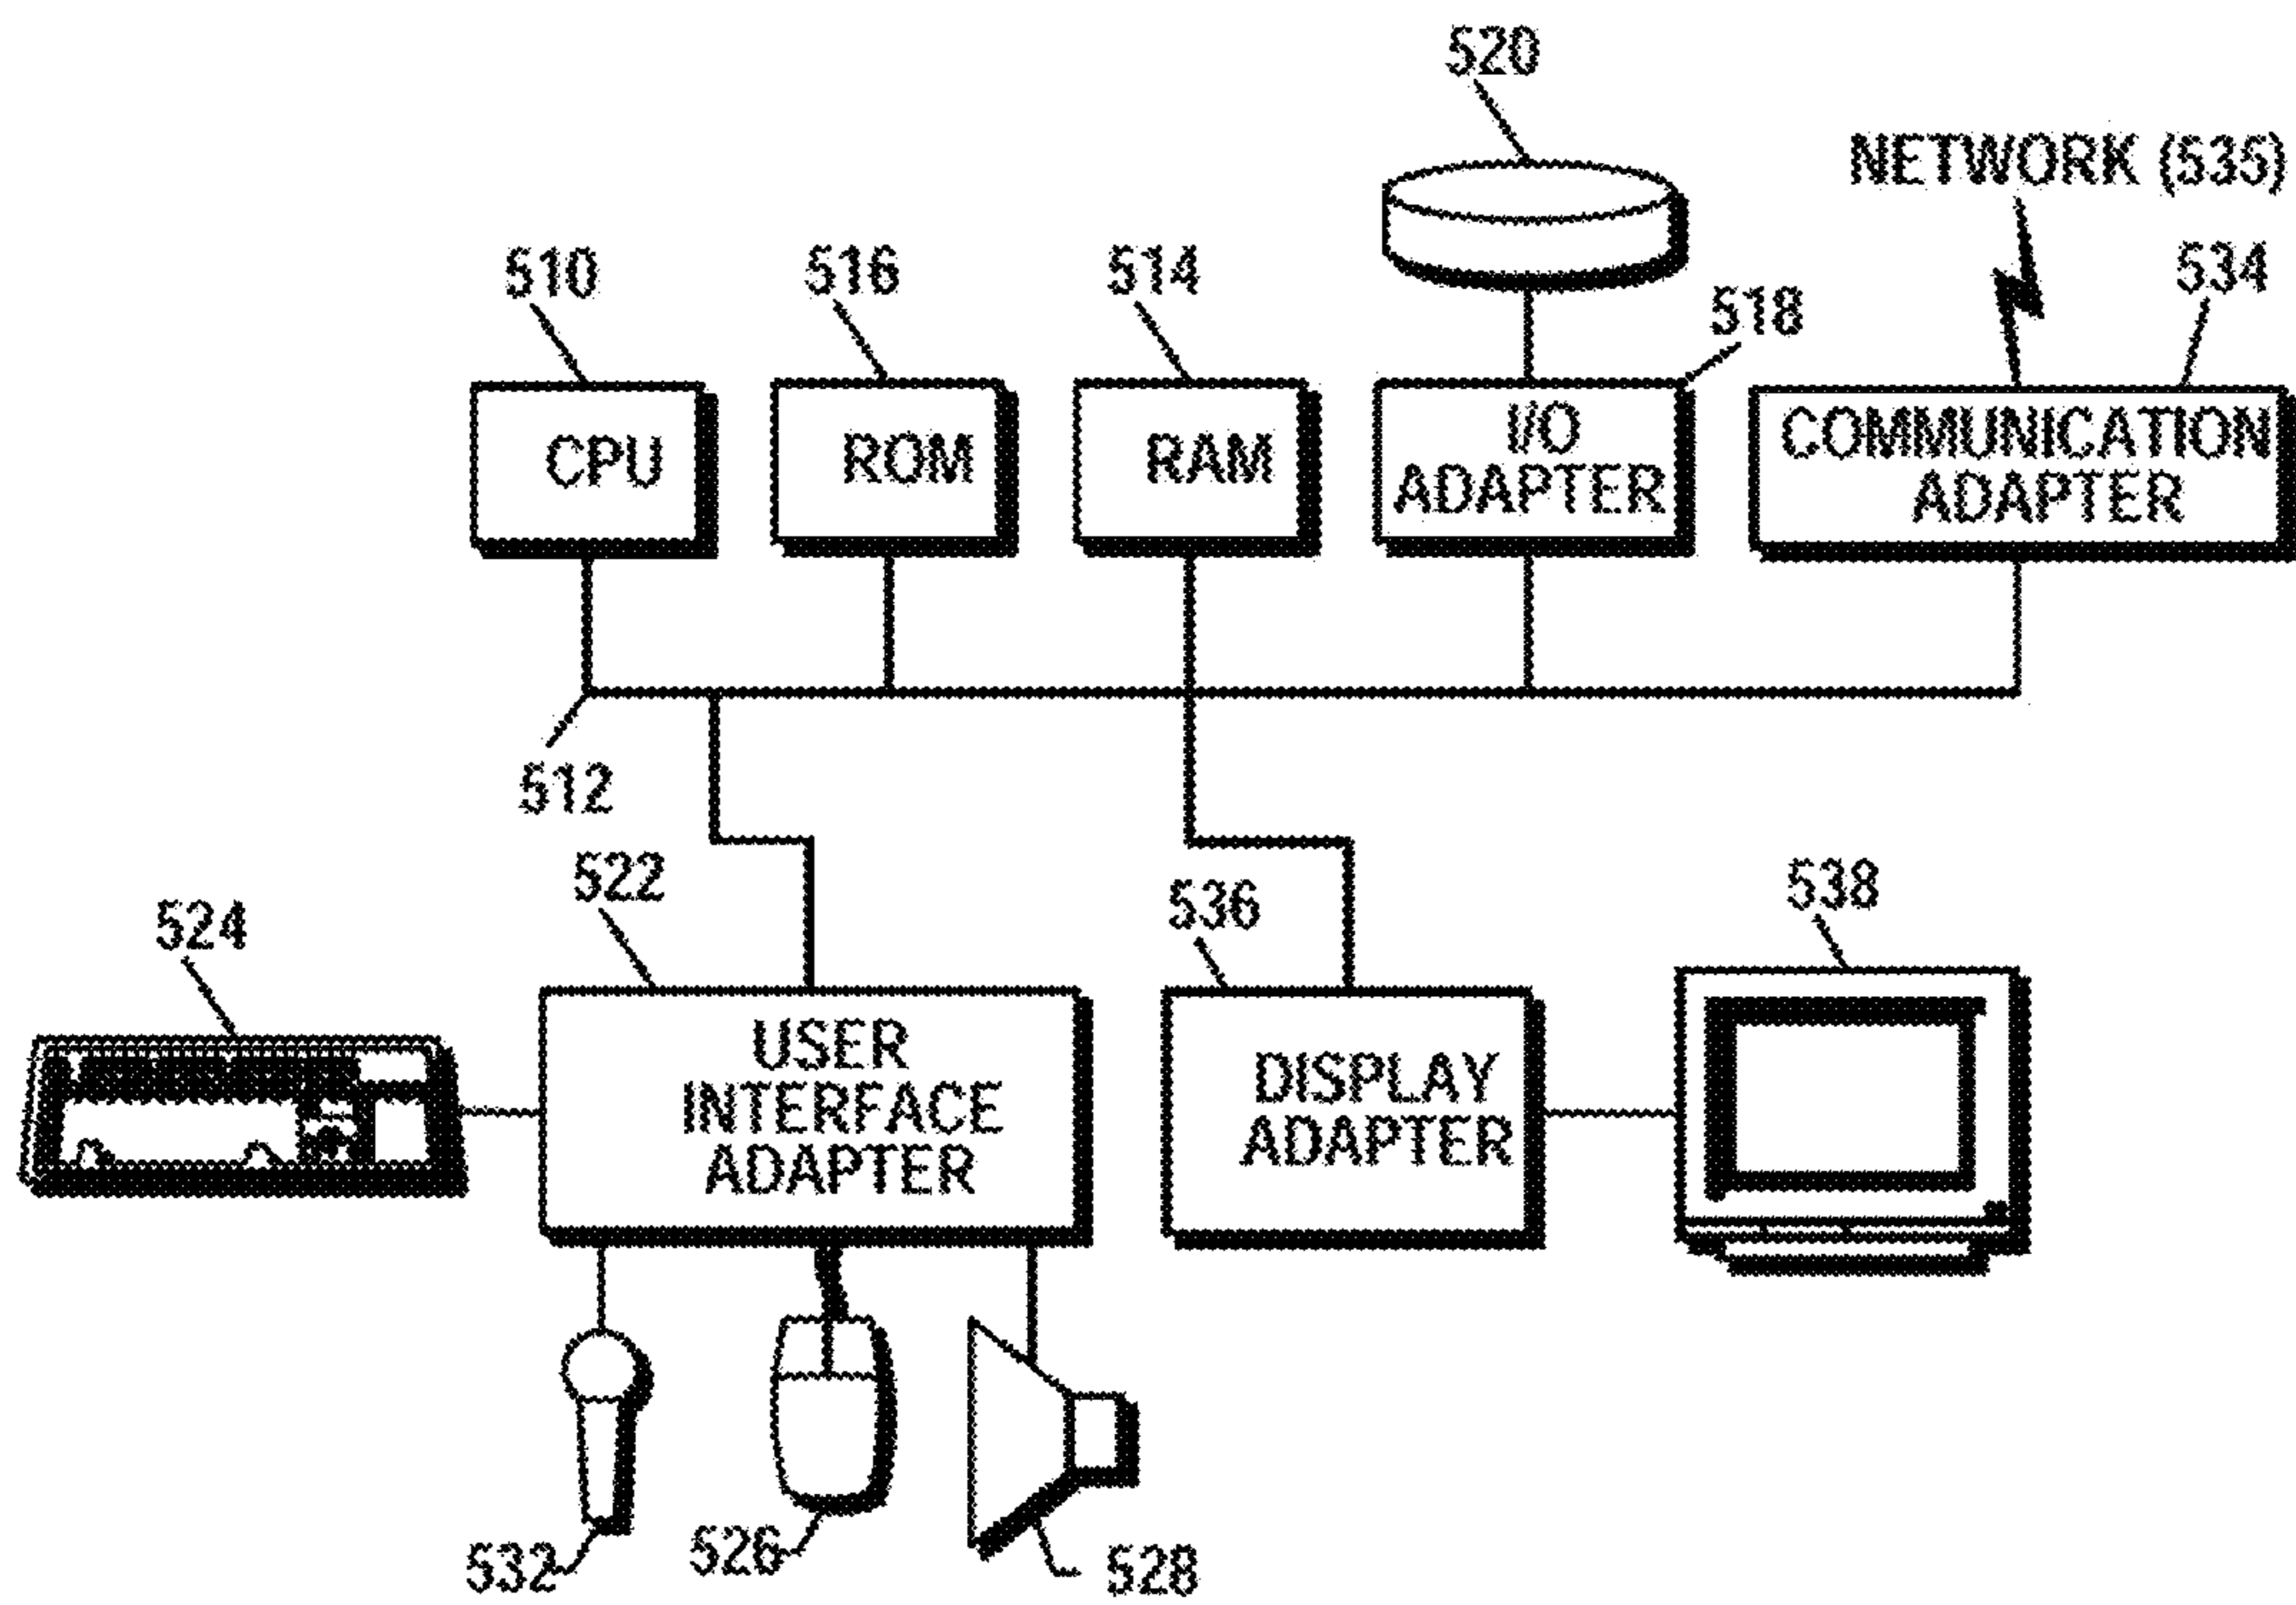 520
NETWORK (535)
510
516
514
518
534
CPU
ROM
RAM
I/O
ADAPTER
COMMUNICATION
ADAPTER
512
522
524
536
538
USER
INTERFACE
ADAPTER
DISPLAY
ADAPTER
532
526
528